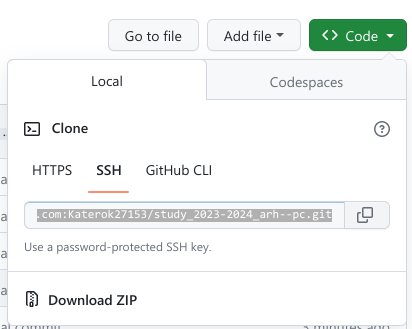 Go to file
Add file
<> Code
Local
Codespaces
Clone
HTTPS
SSH
GitHub CLI
.com:Katerok27153/study_2023-2024_arh--pc.git
Use a password-protected SSH key.
Download ZIP